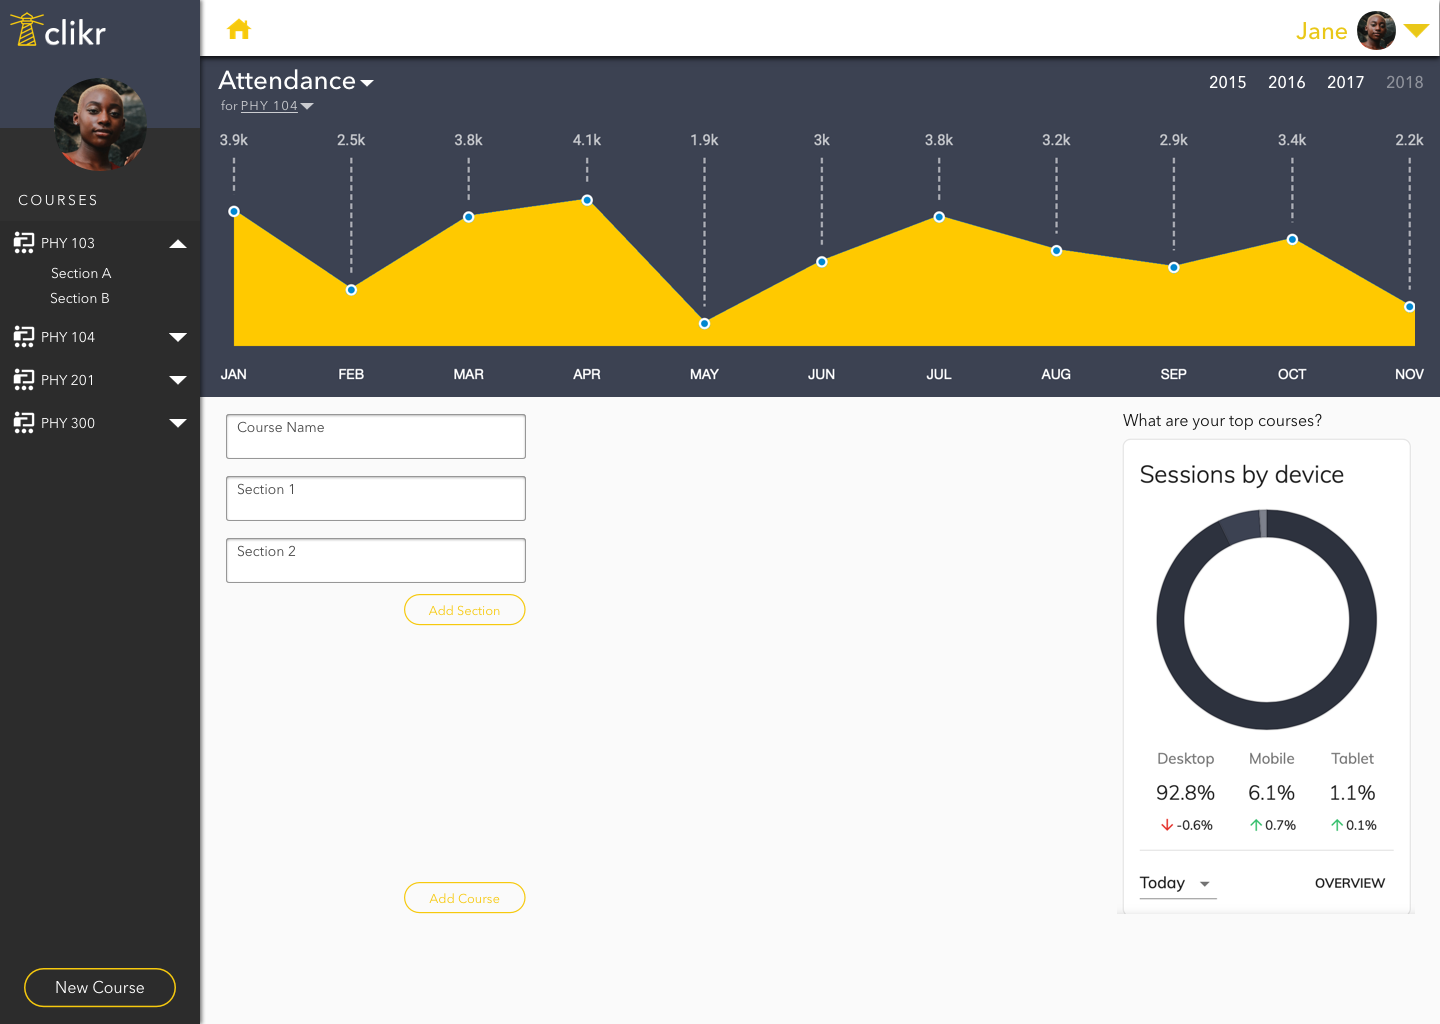 clikr
Jane
Attendance
for PHY 104
2015 2016 2017 2018
COURSES
PHY 103
Section A
Section B
PHY 104
PHY 201
PHY 300
New Course
3.9k 2.5k 3.8k 4.1k 1.9k 3k 3.8k 3.2k 2.9k 3.4k 2.2k
JAN FEB MAR APR MAY JUN JUL AUG SEP OCT NOV
Course Name
Section 1
Section 2
Add Section
Add Course
What are your top courses?
Sessions by device
Desktop Mobile Tablet
92.8% 6.1% 1.1%
-0.6% 0.7% 0.1%
Today OVERVIEW